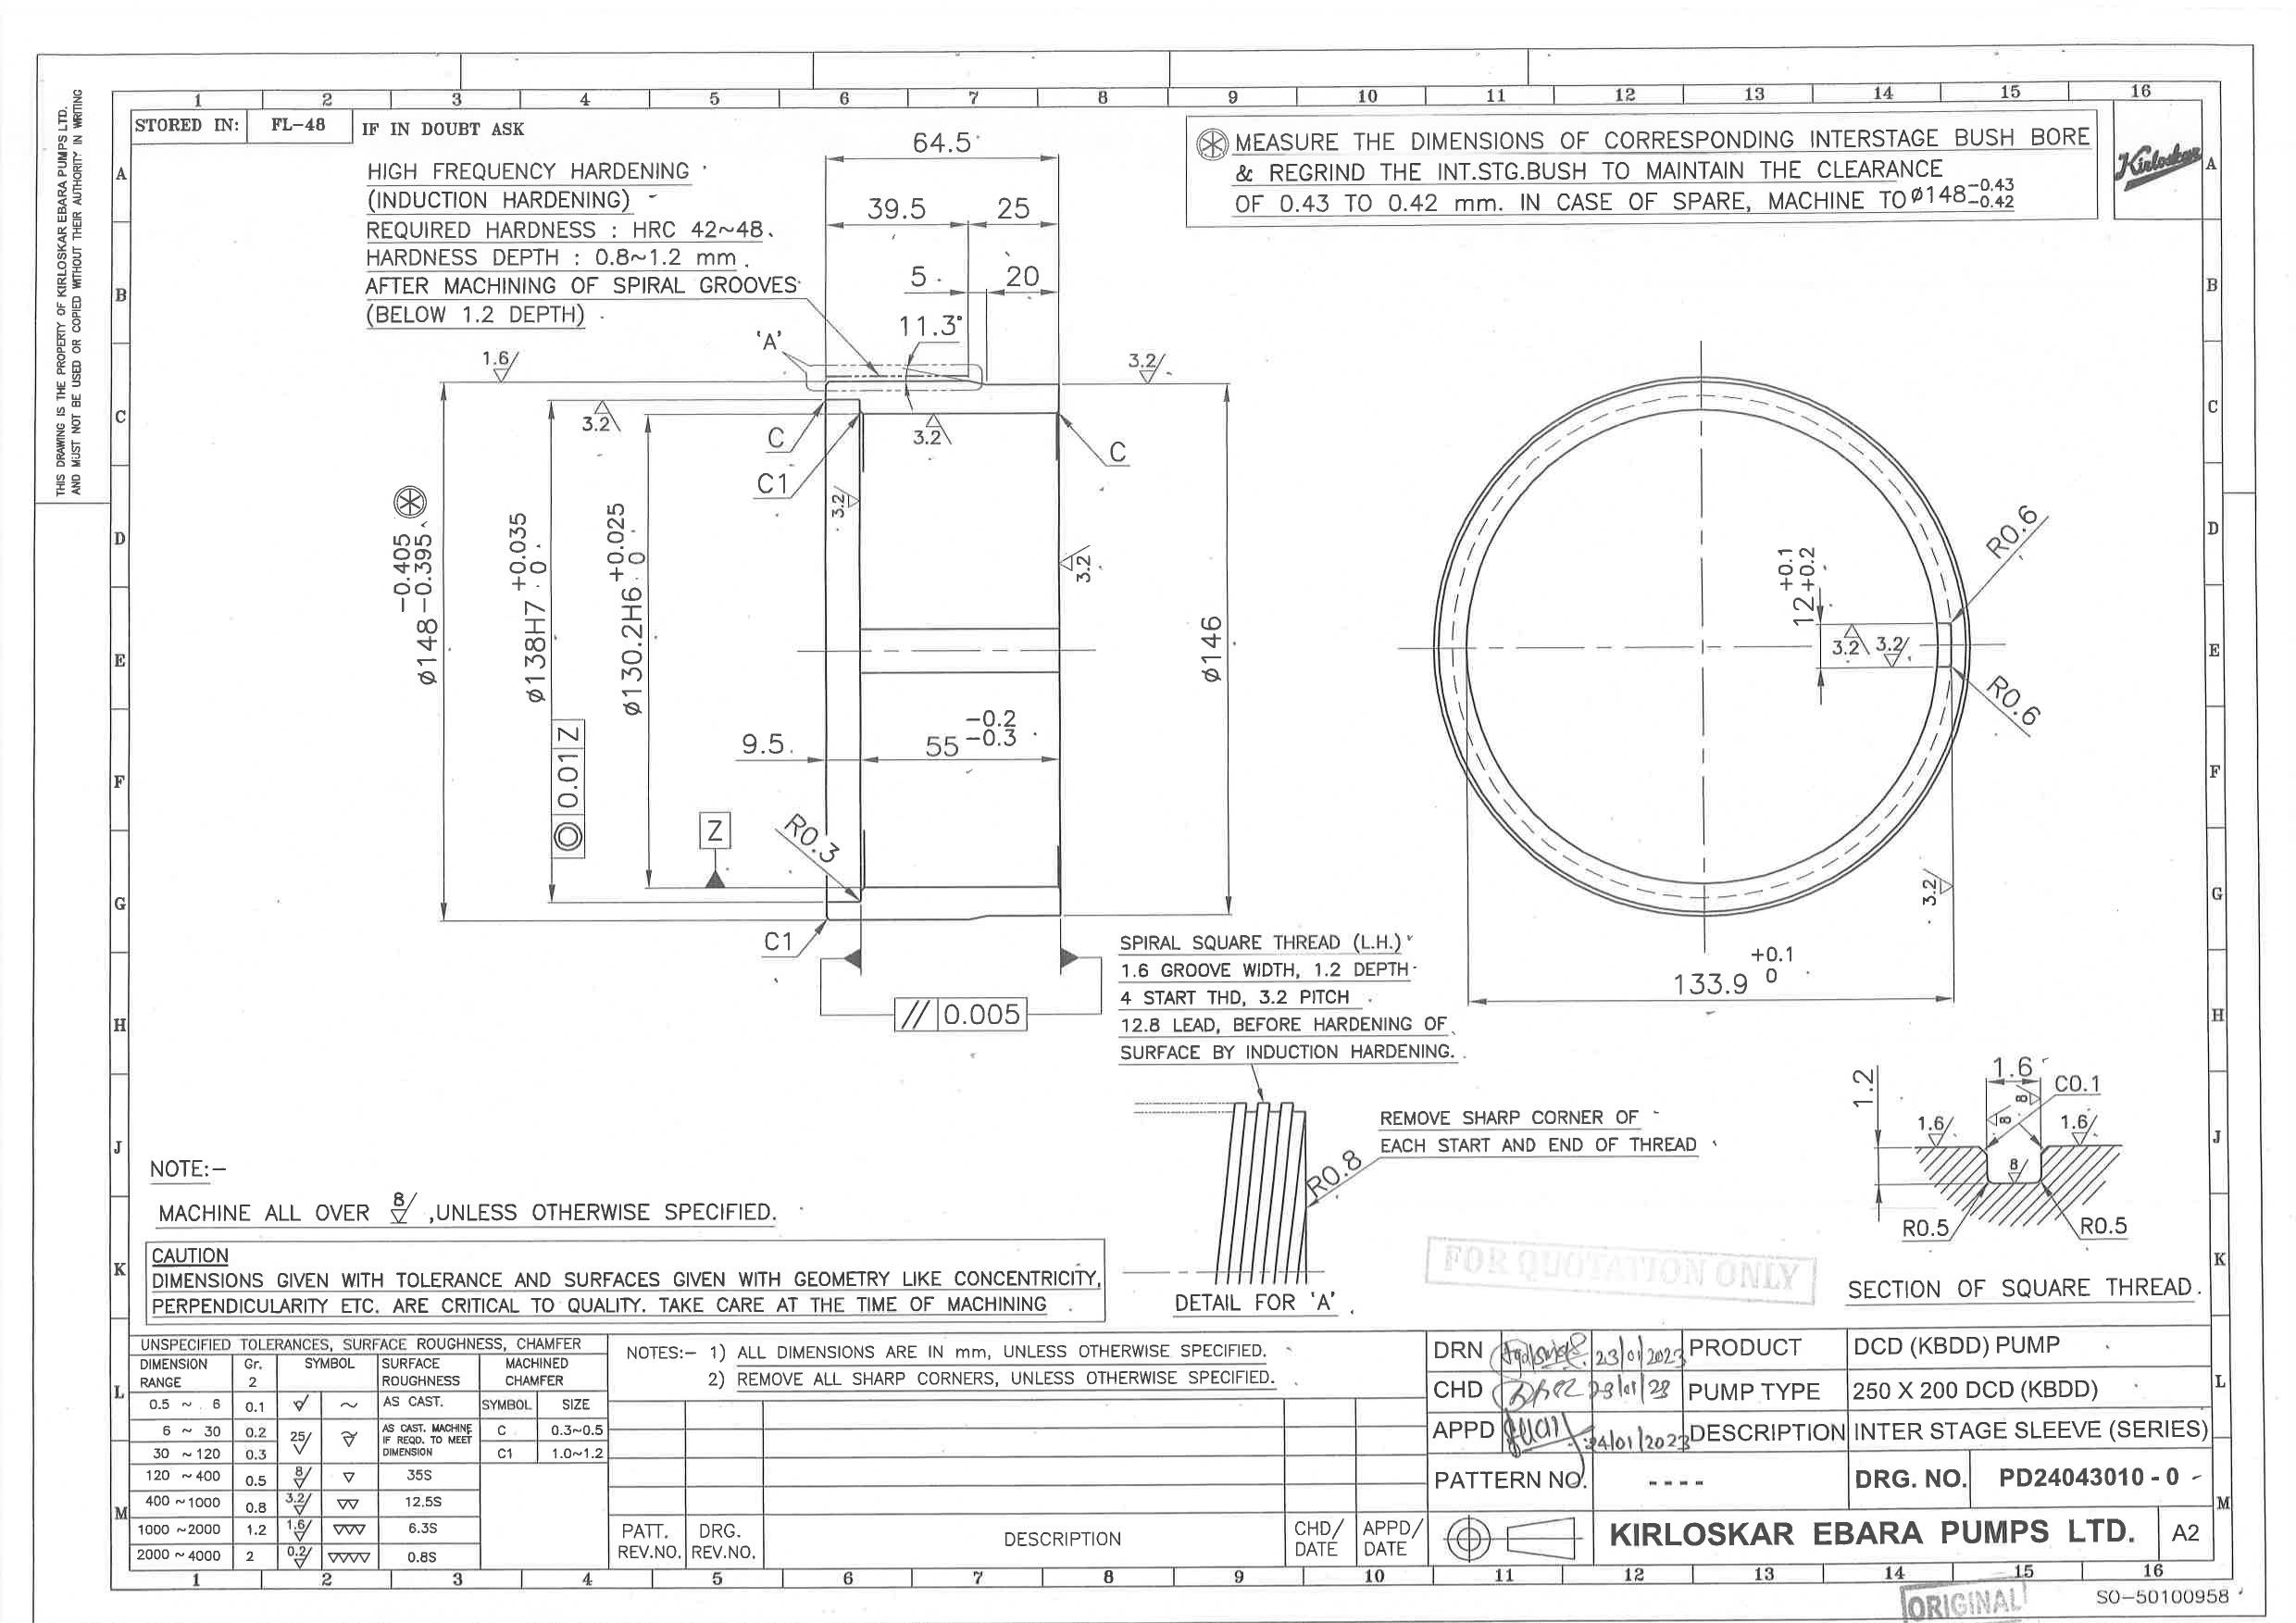 THIS DRAWING IS THE PROPERTY OF KIRLOSKAR EBARA PUMPS LTD.
AND MUST NOT BE USED OR COPIED WITHOUT THEIR AUTHORITY IN WRITING
1 2 3 4 5 6 7 8 9 10 11 12 13 14 15 16
STORED IN: FL-48 IF IN DOUBT ASK
HIGH FREQUENCY HARDENING
(INDUCTION HARDENING)
REQUIRED HARDNESS : HRC 42~48.
HARDNESS DEPTH : 0.8~1.2 mm.
AFTER MACHINING OF SPIRAL GROOVES
(BELOW 1.2 DEPTH)
MEASURE THE DIMENSIONS OF CORRESPONDING INTERSTAGE BUSH BORE
& REGRIND THE INT.STG.BUSH TO MAINTAIN THE CLEARANCE
OF 0.43 TO 0.42 mm. IN CASE OF SPARE, MACHINE TO ø148 -0.43 -0.42
Kirloskar
A
B
C
D
E
F
G
H
J
K
L
M
A
B
C
D
E
F
G
H
J
K
L
M
64.5
39.5 25
5 20
11.3°
'A'
1.6
3.2
3.2
3.2
C
C1
C
3.2
3.2
ø148 -0.405 -0.395
ø138H7 +0.035 0
ø130.2H6 +0.025 0
ø146
9.5
55 -0.2 -0.3
0.01 Z
Z
R0.3
C1
// 0.005
R0.6
12 +0.1 +0.2
3.2 3.2
R0.6
3.2
133.9 +0.1 0
SPIRAL SQUARE THREAD (L.H.)
1.6 GROOVE WIDTH, 1.2 DEPTH
4 START THD, 3.2 PITCH
12.8 LEAD, BEFORE HARDENING OF
SURFACE BY INDUCTION HARDENING.
REMOVE SHARP CORNER OF
EACH START AND END OF THREAD
R0.8
DETAIL FOR 'A'
1.2
1.6
C0.1
8
8
1.6
1.6
8
R0.5
R0.5
SECTION OF SQUARE THREAD.
FOR QUOTATION ONLY
NOTE:-
MACHINE ALL OVER 8 ,UNLESS OTHERWISE SPECIFIED.
CAUTION
DIMENSIONS GIVEN WITH TOLERANCE AND SURFACES GIVEN WITH GEOMETRY LIKE CONCENTRICITY,
PERPENDICULARITY ETC. ARE CRITICAL TO QUALITY. TAKE CARE AT THE TIME OF MACHINING
UNSPECIFIED TOLERANCES, SURFACE ROUGHNESS, CHAMFER
DIMENSION RANGE Gr. 2 SYMBOL SURFACE ROUGHNESS MACHINED CHAMFER
0.5 ~ 6 0.1 ~ AS CAST. SYMBOL SIZE
6 ~ 30 0.2 25 AS CAST. MACHINE IF REQD. TO MEET DIMENSION C 0.3~0.5
30 ~120 0.3 C1 1.0~1.2
120 ~400 0.5 8 35S
400 ~1000 0.8 3.2 12.5S
1000 ~2000 1.2 1.6 6.3S
2000 ~ 4000 2 0.2 0.8S
NOTES:- 1) ALL DIMENSIONS ARE IN mm, UNLESS OTHERWISE SPECIFIED.
2) REMOVE ALL SHARP CORNERS, UNLESS OTHERWISE SPECIFIED.
PATT. REV.NO. DRG. REV.NO. DESCRIPTION CHD/ DATE APPD/ DATE
DRN 23/01/2023 PRODUCT DCD (KBDD) PUMP
CHD 23/01/23 PUMP TYPE 250 X 200 DCD (KBDD)
APPD 24/01/2023 DESCRIPTION INTER STAGE SLEEVE (SERIES)
PATTERN NO. ---- DRG. NO. PD24043010 - 0
KIRLOSKAR EBARA PUMPS LTD. A2
1 2 3 4 5 6 7 8 9 10 11 12 13 14 15 16
ORIGINAL
SO-50100958